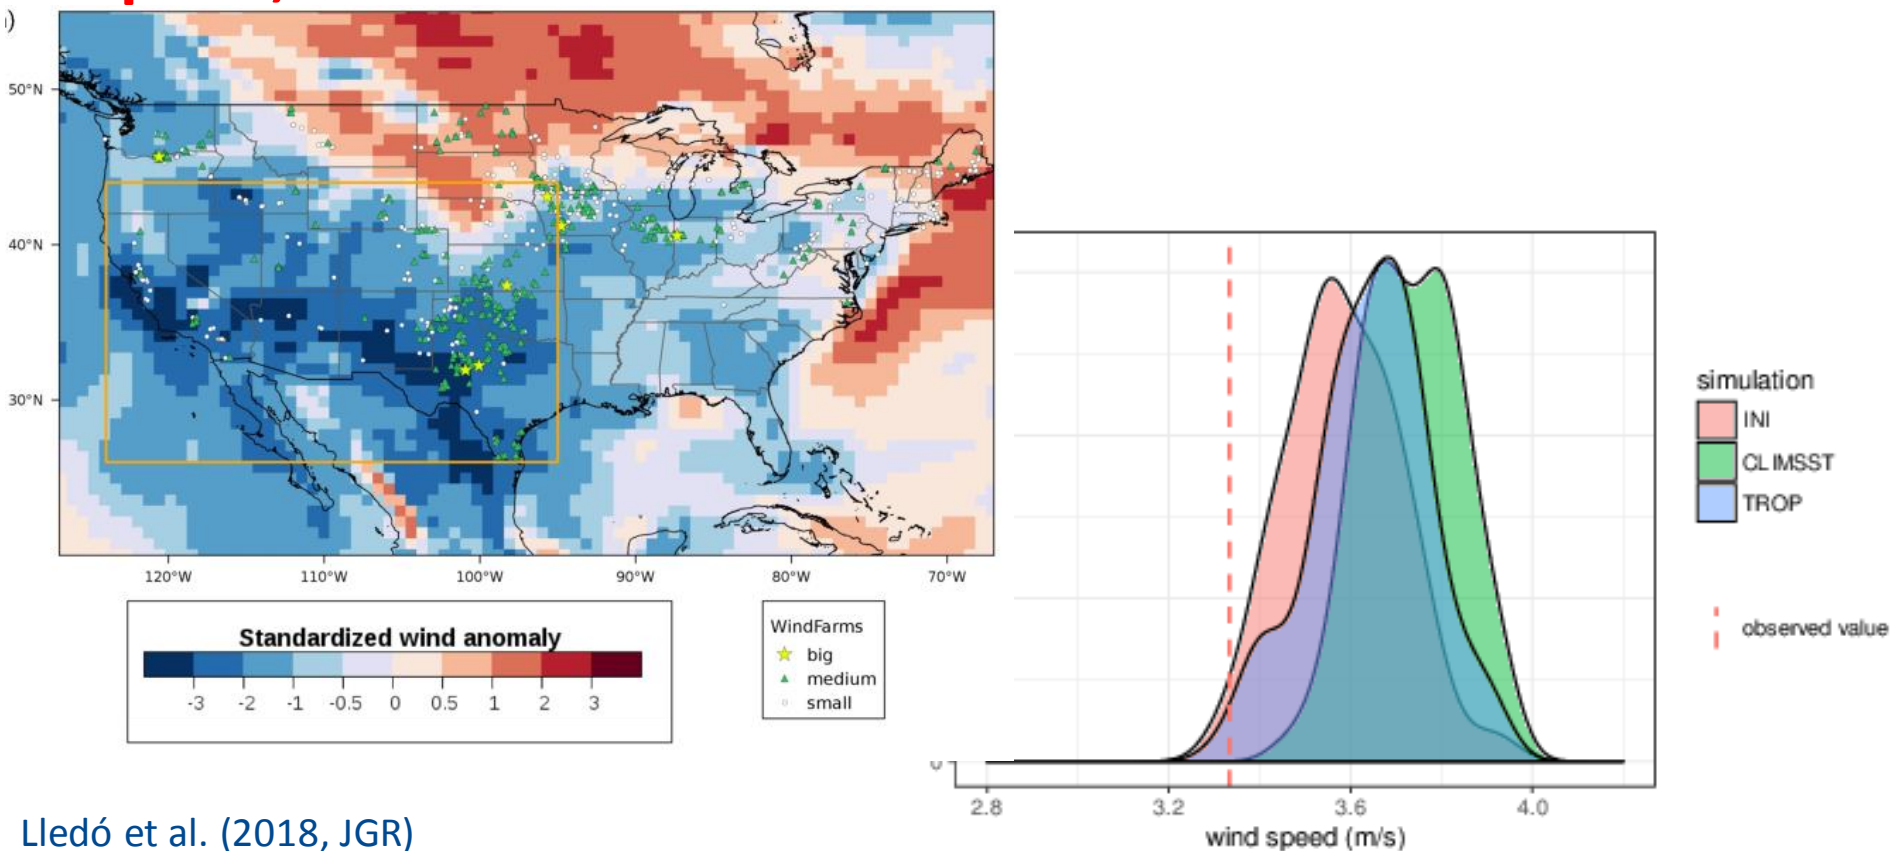 )
50°N
40°N
30°N
120°W 110°W 100°W 90°W 80°W 70°W
Standardized wind anomaly
-3 -2 -1 -0.5 0 0.5 1 2 3
WindFarms
big
medium
small
simulation
INI
CLIMSST
TROP
observed value
2.8 3.2 3.6 4.0
wind speed (m/s)
Lledó et al. (2018, JGR)